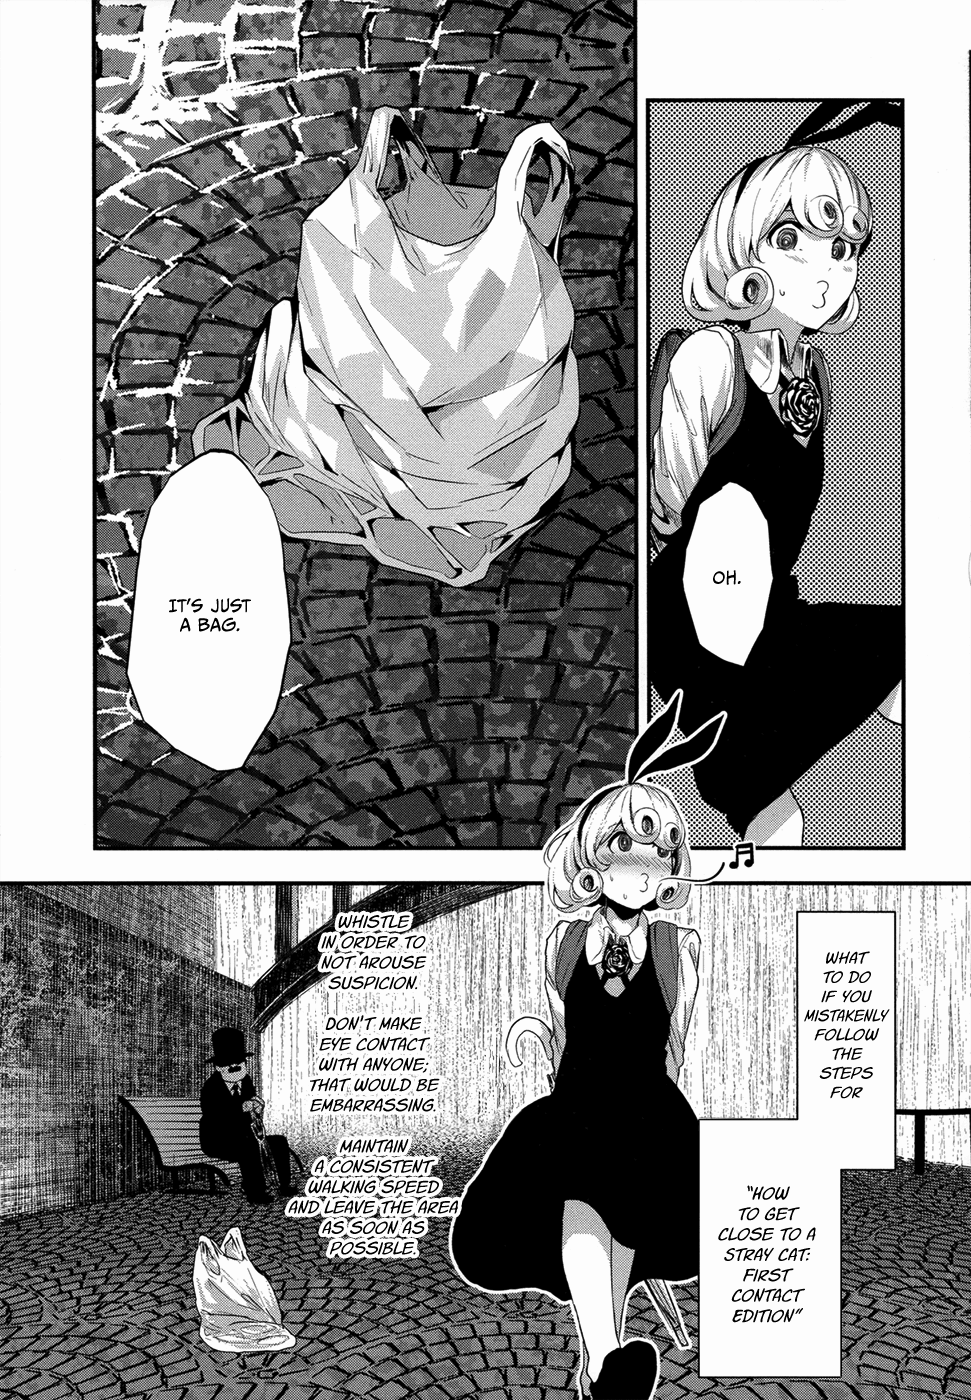 OH.
IT'S JUST
A BAG.
WHAT
TO DO
IF YOU
MISTAKENLY
FOLLOW
THE
STEPS
FOR
"HOW
TO GET
CLOSE TO A
STRAY CAT:
FIRST
CONTACT
EDITION"
WHISTLE
IN ORDER TO
NOT AROUSE
SUSPICION.
DON'T MAKE
EYE CONTACT
WITH ANYONE;
THAT WOULD BE
EMBARRASSING.
MAINTAIN
A CONSISTENT
WALKING SPEED
AND LEAVE THE AREA
AS SOON AS
POSSIBLE.